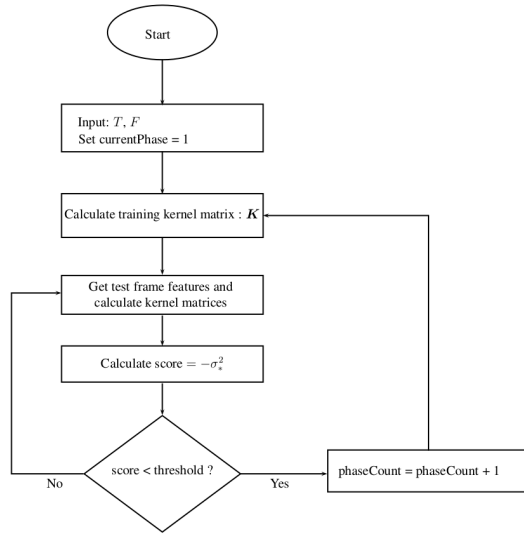 Start
Input: T, F
Set currentPhase = 1
Calculate training kernel matrix : K
Get test frame features and
calculate kernel matrices
Calculate score = −σ²∗
score < threshold ?
No
Yes
phaseCount = phaseCount + 1